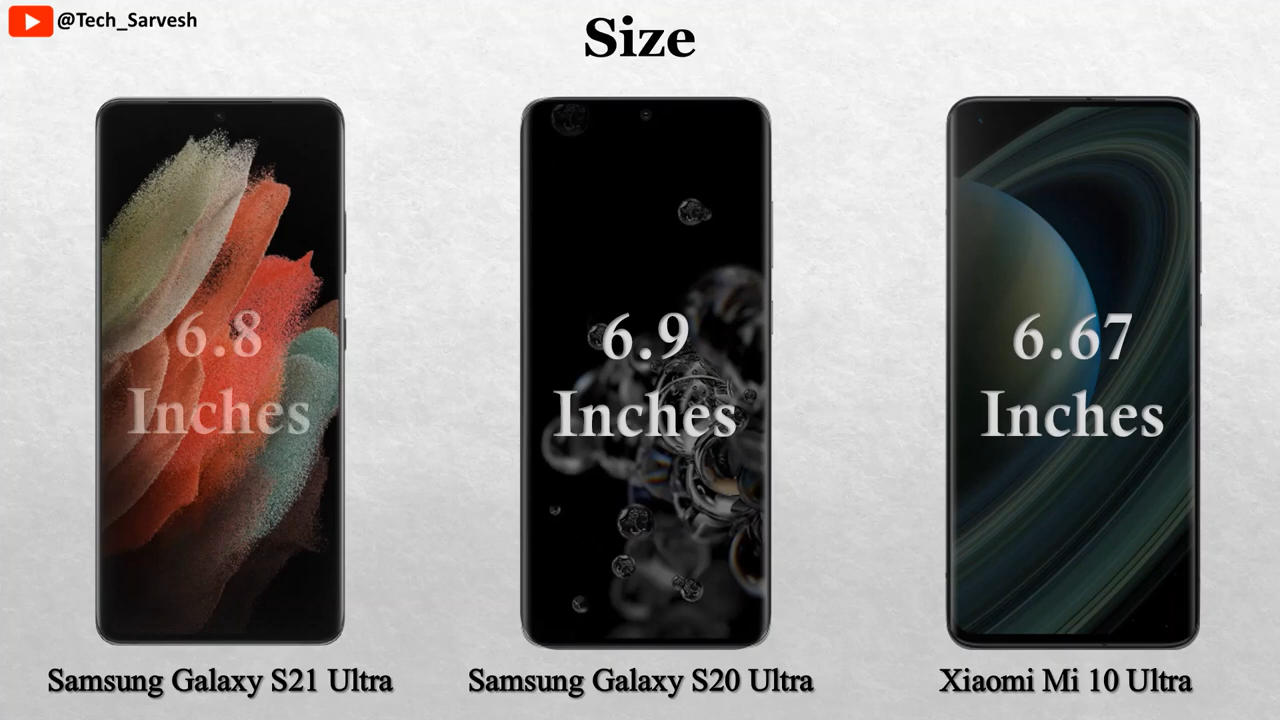 @Tech_Sarvesh
Size
6.8
Inches
6.9
Inches
6.67
Inches
Samsung Galaxy S21 Ultra
Samsung Galaxy S20 Ultra
Xiaomi Mi 10 Ultra